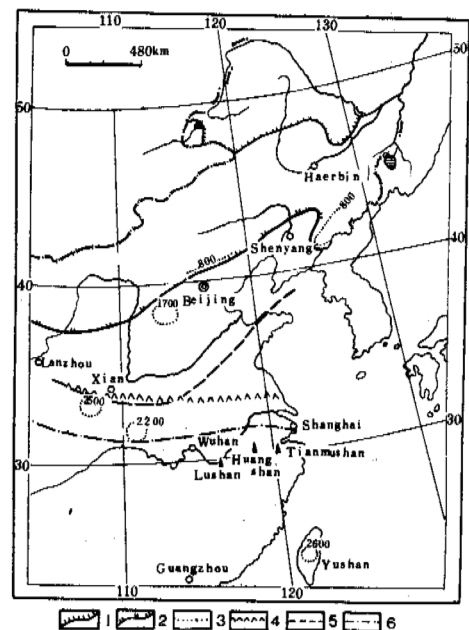 110 120 130
0 480km
50
50
Haerbin
800
800
Shenyang
40
40
1700
Beijing
Lanzhou
Xian
2500
2200
Shanghai
Wuhan
30
30
Huang shan
Tianmushan
Lushan
2600
Guangzhou
Yushan
110 120
1 2 3 4 5 6